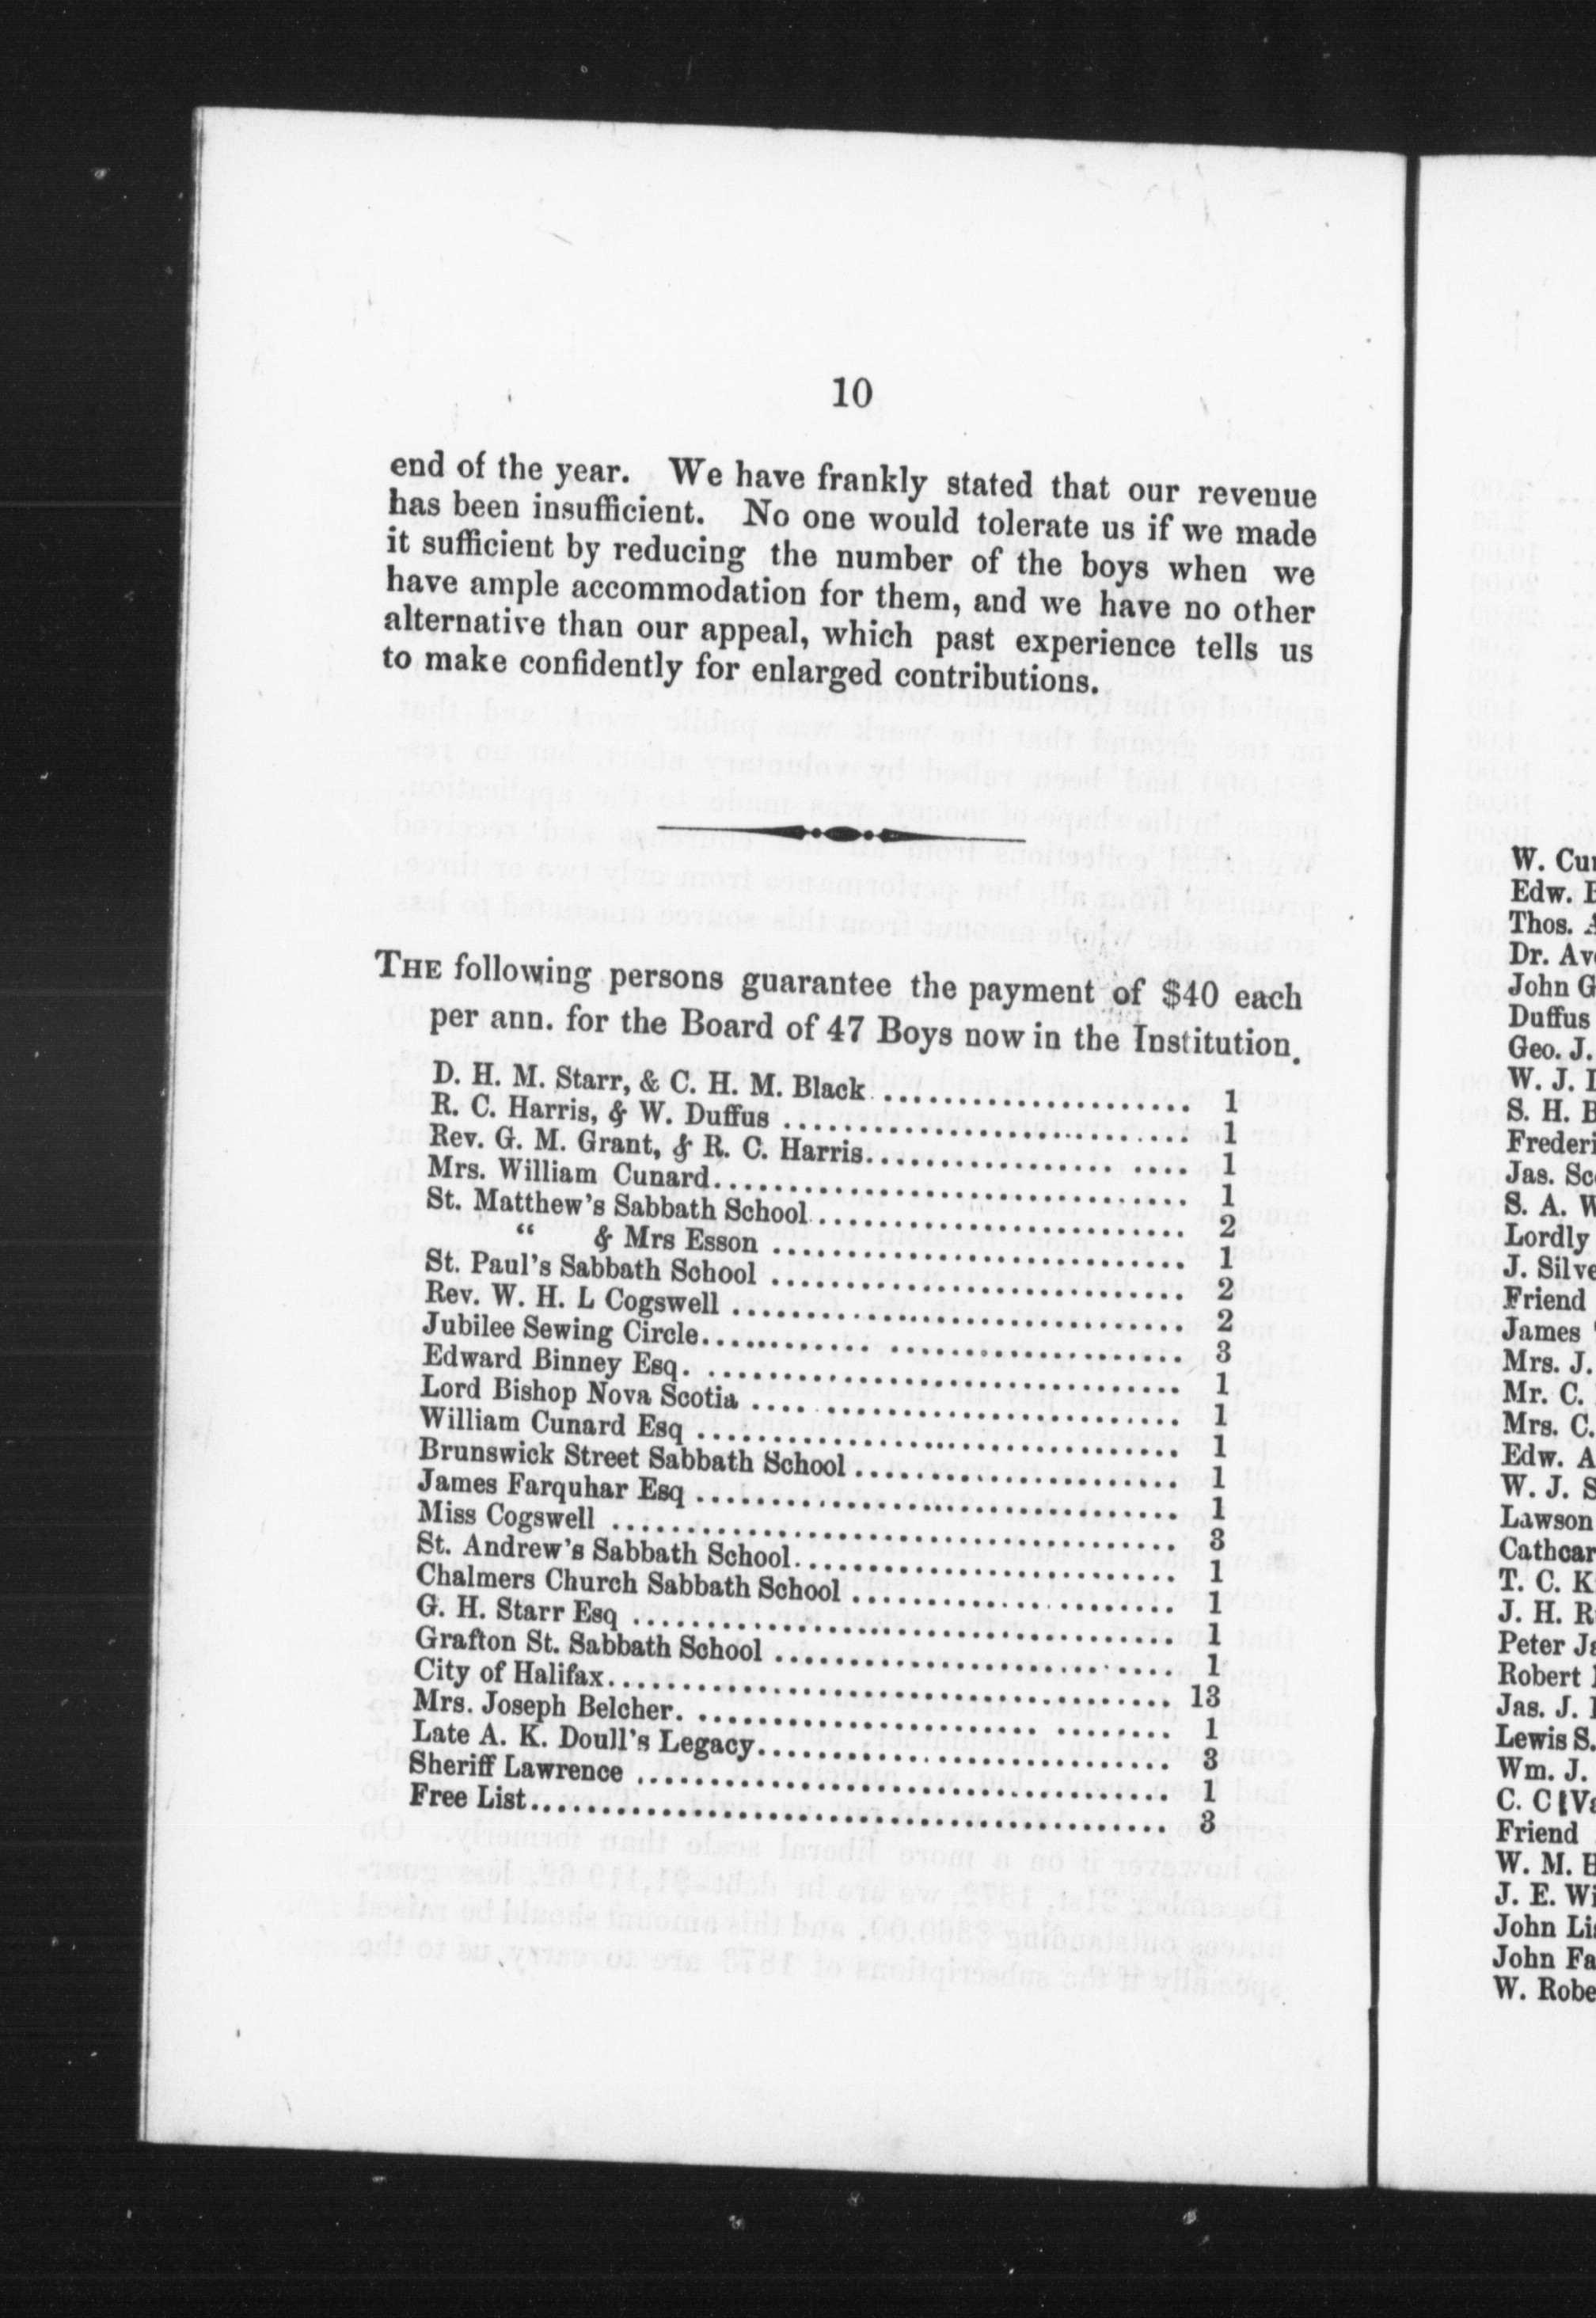 10
end of the year. We have frankly stated that our revenue
has been insufficient. No one would tolerate us if we made
it sufficient by reducing the number of the boys when we
have ample accommodation for them, and we have no other
alternative than our appeal, which past experience tells us
to make confidently for enlarged contributions.
THE following persons guarantee the payment of $40 each
per ann. for the Board of 47 Boys now in the Institution.
D. H. M. Starr, & C. H. M. Black ..................... 1
R. C. Harris, & W. Duffus ........................... 1
Rev. G. M. Grant, & R. C. Harris..................... 1
Mrs. William Cunard................................ 1
St. Matthew's Sabbath School......................... 2
“ & Mrs Esson ............................ 1
St. Paul's Sabbath School ............................ 2
Rev. W. H. L Cogswell .............................. 2
Jubilee Sewing Circle................................ 3
Edward Binney Esq. ................................ 1
Lord Bishop Nova Scotia ............................ 1
William Cunard Esq ................................ 1
Brunswick Street Sabbath School...................... 1
James Farquhar Esq ................................ 1
Miss Cogswell ...................................... 3
St. Andrew's Sabbath School.......................... 1
Chalmers Church Sabbath School ...................... 1
G. H. Starr Esq .................................... 1
Grafton St. Sabbath School ........................... 1
City of Halifax...................................... 13
Mrs. Joseph Belcher. ................................ 1
Late A. K. Doull's Legacy............................ 3
Sheriff Lawrence .................................... 1
Free List........................................... 3
W. Cu
Edw.
Thos.
Dr. Av
John G
Duffus
Geo. J.
W. J.
S. H. B
Frederi
Jas. Sc
S. A. W
Lordly
J. Silve
Friend
James
Mrs. J.
Mr. C.
Mrs. C.
Edw. A
W. J. S
Lawson
Cathcar
T. C. K
J. H. R
Peter Ja
Robert
Jas. J.
Lewis S.
Wm. J.
C. C Va
Friend
W. M. H
J. E. Wi
John Li
John Fa
W. Robe